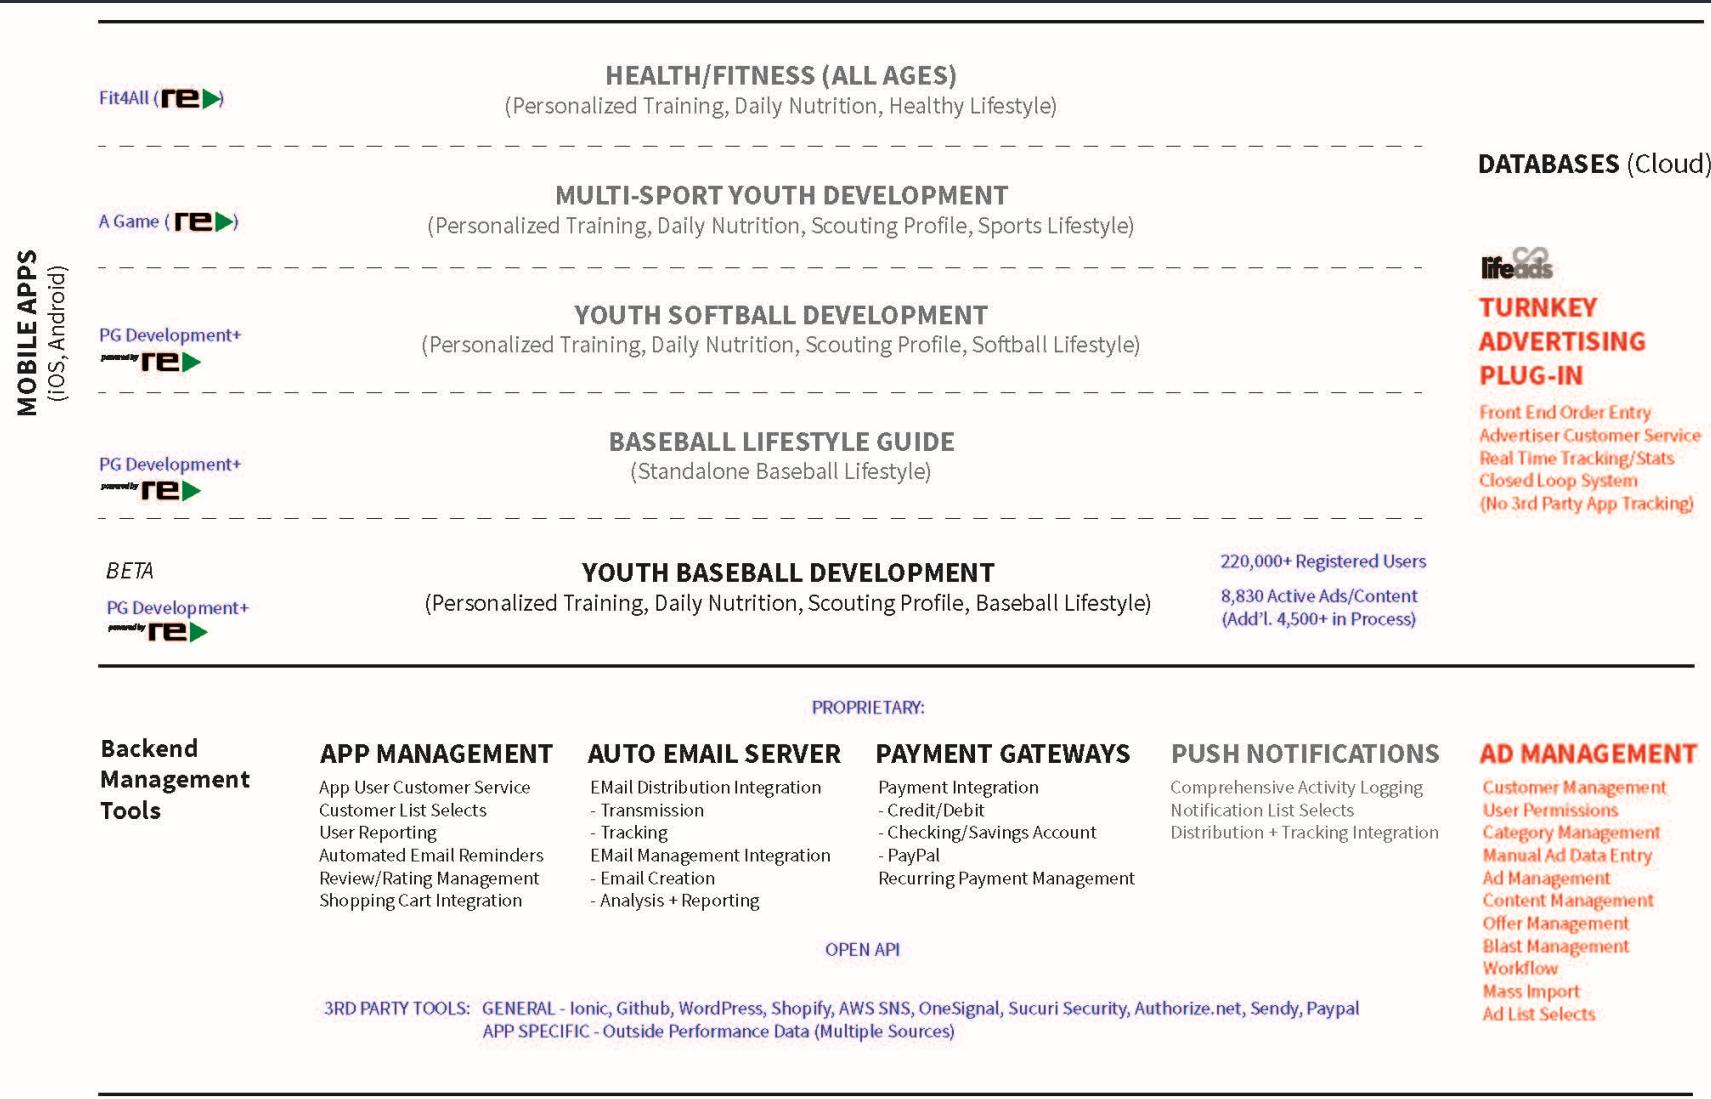 MOBILE APPS
(iOS, Android)
Fit4All (re)
HEALTH/FITNESS (ALL AGES)
(Personalized Training, Daily Nutrition, Healthy Lifestyle)
A Game (re)
MULTI-SPORT YOUTH DEVELOPMENT
(Personalized Training, Daily Nutrition, Scouting Profile, Sports Lifestyle)
PG Development+
powered by re
YOUTH SOFTBALL DEVELOPMENT
(Personalized Training, Daily Nutrition, Scouting Profile, Softball Lifestyle)
PG Development+
powered by re
BASEBALL LIFESTYLE GUIDE
(Standalone Baseball Lifestyle)
BETA
PG Development+
powered by re
YOUTH BASEBALL DEVELOPMENT
(Personalized Training, Daily Nutrition, Scouting Profile, Baseball Lifestyle)
220,000+ Registered Users
8,830 Active Ads/Content
(Add'l. 4,500+ in Process)
DATABASES (Cloud)
lifeads
TURNKEY
ADVERTISING
PLUG-IN
Front End Order Entry
Advertiser Customer Service
Real Time Tracking/Stats
Closed Loop System
(No 3rd Party App Tracking)
Backend
Management
Tools
PROPRIETARY:
APP MANAGEMENT
App User Customer Service
Customer List Selects
User Reporting
Automated Email Reminders
Review/Rating Management
Shopping Cart Integration
AUTO EMAIL SERVER
EMail Distribution Integration
- Transmission
- Tracking
EMail Management Integration
- Email Creation
- Analysis + Reporting
PAYMENT GATEWAYS
Payment Integration
- Credit/Debit
- Checking/Savings Account
- PayPal
Recurring Payment Management
PUSH NOTIFICATIONS
Comprehensive Activity Logging
Notification List Selects
Distribution + Tracking Integration
AD MANAGEMENT
Customer Management
User Permissions
Category Management
Manual Ad Data Entry
Ad Management
Content Management
Offer Management
Blast Management
Workflow
Mass Import
Ad List Selects
OPEN API
3RD PARTY TOOLS: GENERAL - Ionic, Github, WordPress, Shopify, AWS SNS, OneSignal, Sucuri Security, Authorize.net, Sendy, Paypal
APP SPECIFIC - Outside Performance Data (Multiple Sources)